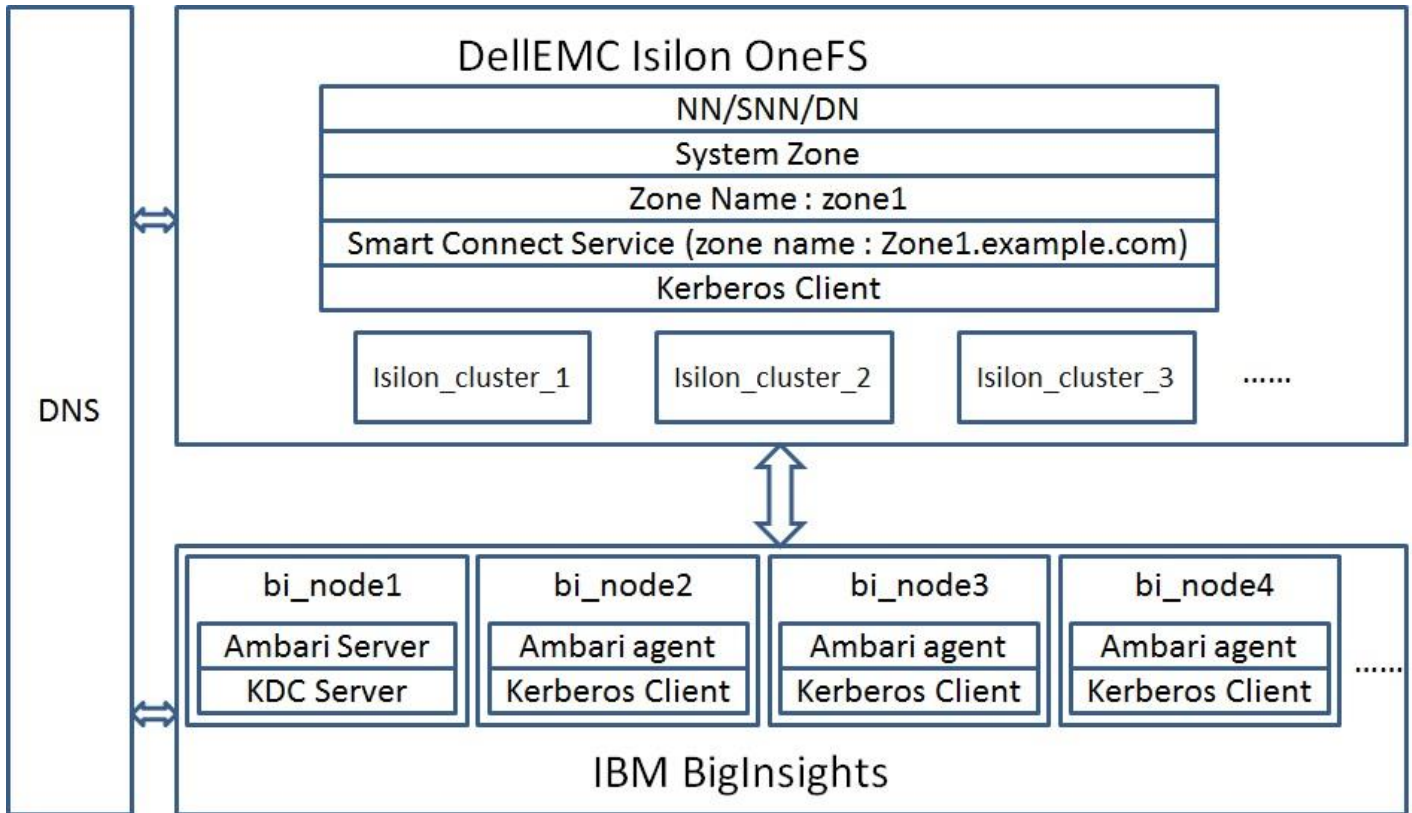 DNS
DellEMC Isilon OneFS
NN/SNN/DN
System Zone
Zone Name : zone1
Smart Connect Service (zone name : Zone1.example.com)
Kerberos Client
Isilon_cluster_1
Isilon_cluster_2
Isilon_cluster_3
......
bi_node1
Ambari Server
KDC Server
bi_node2
Ambari agent
Kerberos Client
bi_node3
Ambari agent
Kerberos Client
bi_node4
Ambari agent
Kerberos Client
......
IBM BigInsights